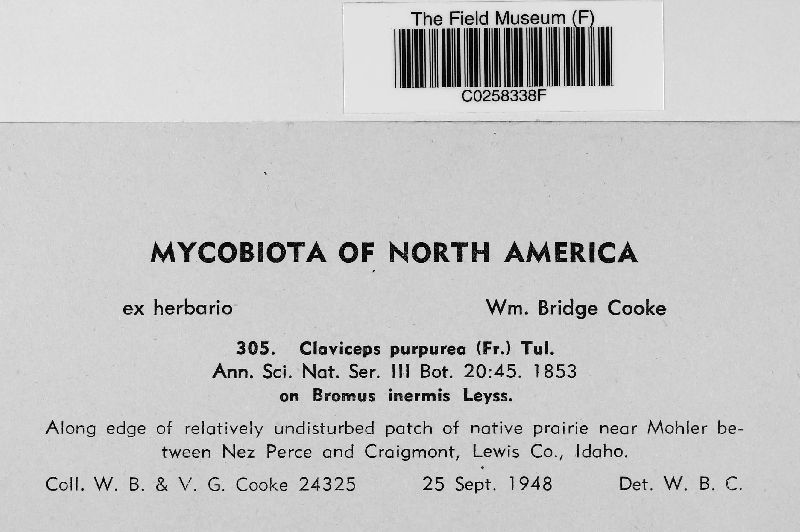 The Field Museum (F)
C0258338F
MYCOBIOTA OF NORTH AMERICA
ex herbario Wm. Bridge Cooke
305. Claviceps purpurea (Fr.) Tul.
Ann. Sci. Nat. Ser. III Bot. 20:45. 1853
on Bromus inermis Leyss.
Along edge of relatively undisturbed patch of native prairie near Mohler be-
tween Nez Perce and Craigmont, Lewis Co., Idaho.
Coll. W. B. & V. G. Cooke 24325 25 Sept. 1948 Det. W. B. C.